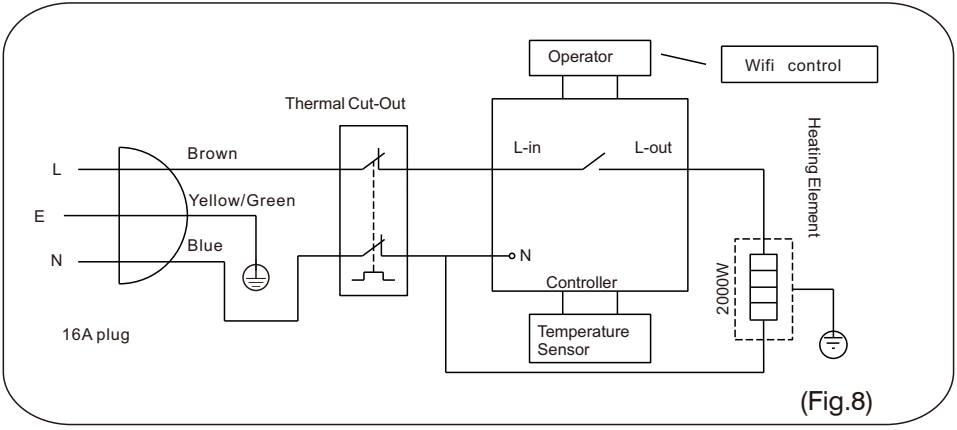 Operator
Wifi control
Thermal Cut-Out
L
Brown
L-in
L-out
Heating Element
E
Yellow/Green
N
Blue
N
Controller
2000W
16A plug
Temperature
Sensor
(Fig.8)